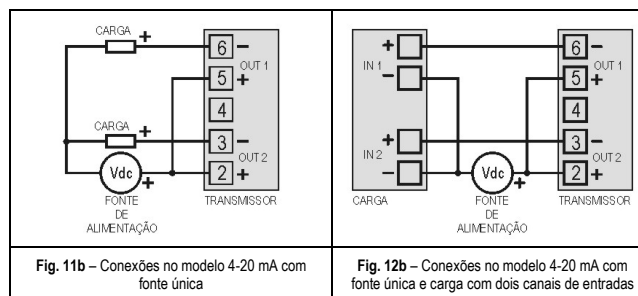 CARGA
+
6 −
OUT 1
5 +
4
CARGA
+
3 −
OUT 2
Vdc
+
2 +
FONTE
DE
ALIMENTAÇÃO
TRANSMISSOR
Fig. 11b – Conexões no modelo 4-20 mA com
fonte única
+
IN 1
−
+
IN 2
−
CARGA
6 −
OUT 1
5 +
4
3 −
OUT 2
Vdc
+
2 +
FONTE
DE
ALIMENTAÇÃO
TRANSMISSOR
Fig. 12b – Conexões no modelo 4-20 mA com
fonte única e carga com dois canais de entradas